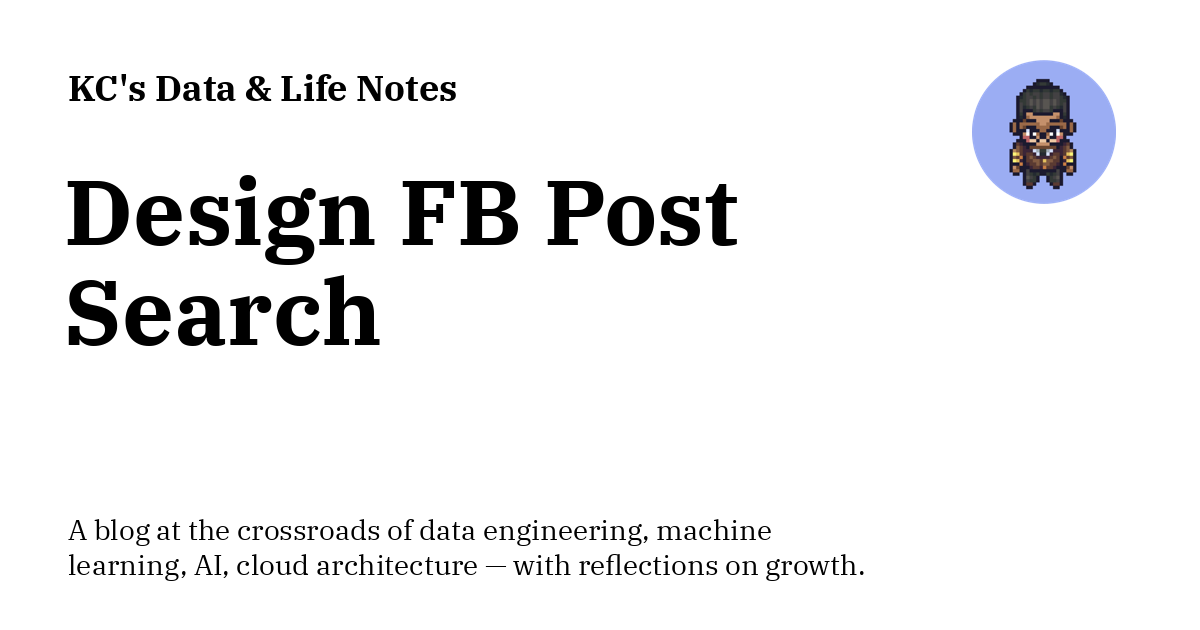 KC's Data & Life Notes
Design FB Post
Search
A blog at the crossroads of data engineering, machine
learning, AI, cloud architecture — with reflections on growth.